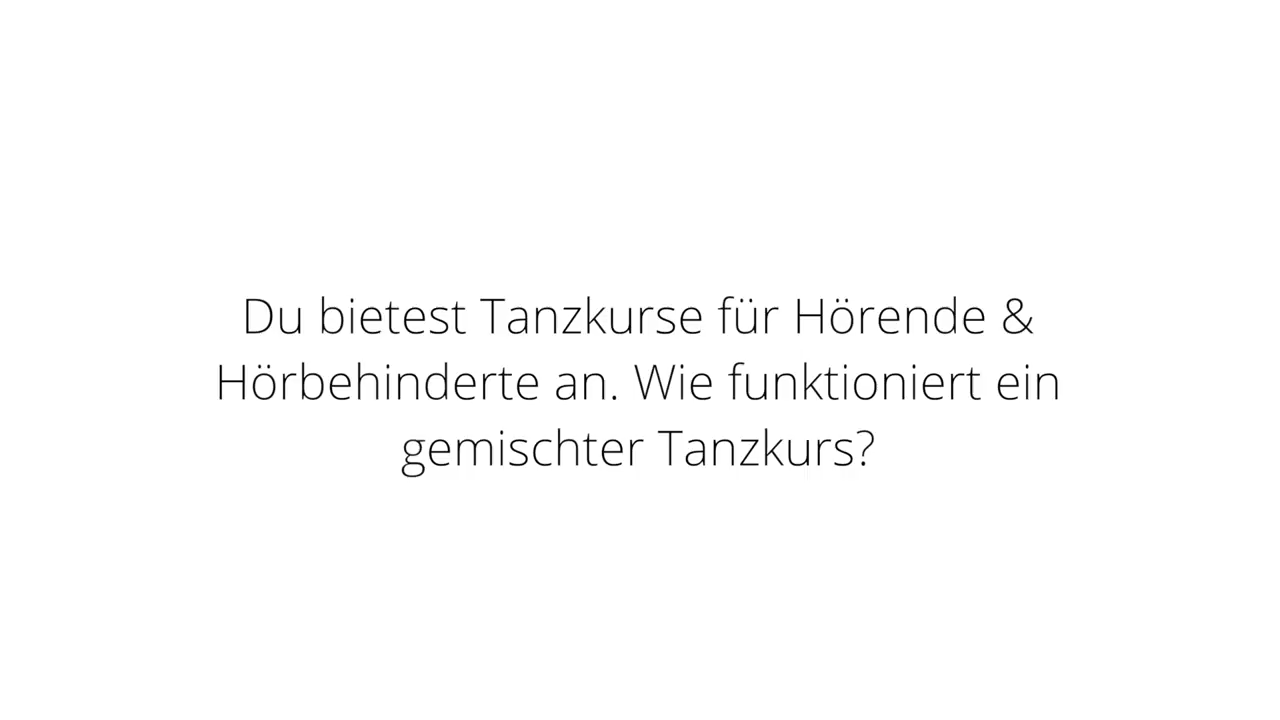 Du bietest Tanzkurse für Hörende &
Hörbehinderte an. Wie funktioniert ein
gemischter Tanzkurs?